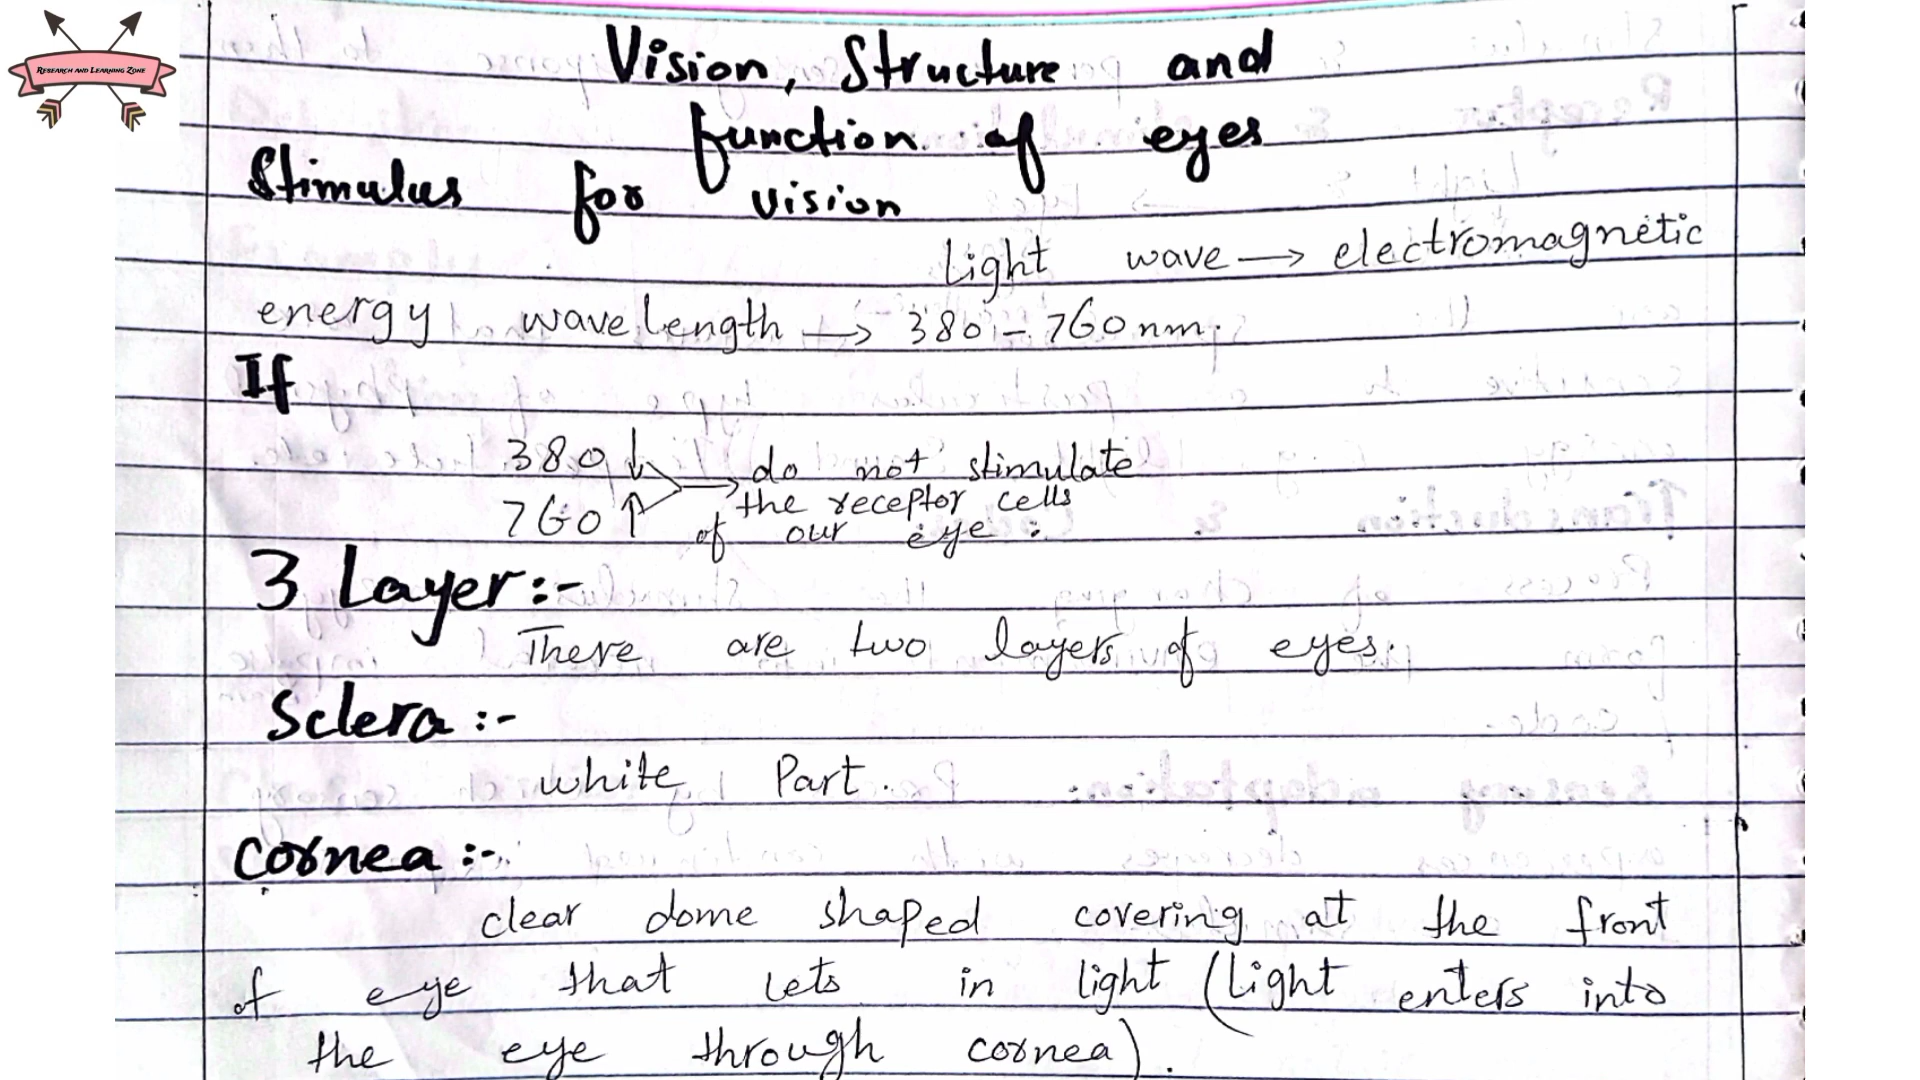 RESEARCH AND LEARNING ZONE
Vision, Structure and
function of eyes
Stimulus for vision
Light wave → electromagnetic
energy wavelength → 380 - 760 nm.
If
380 ↓ → do not stimulate
the receptor cells
760 ↑ of our eye :
3 Layer:-
There are two layers of eyes.
Sclera :-
white Part.
Cornea :-
clear dome shaped covering at the front
of eye that Lets in light (Light enters into
the eye through cornea).